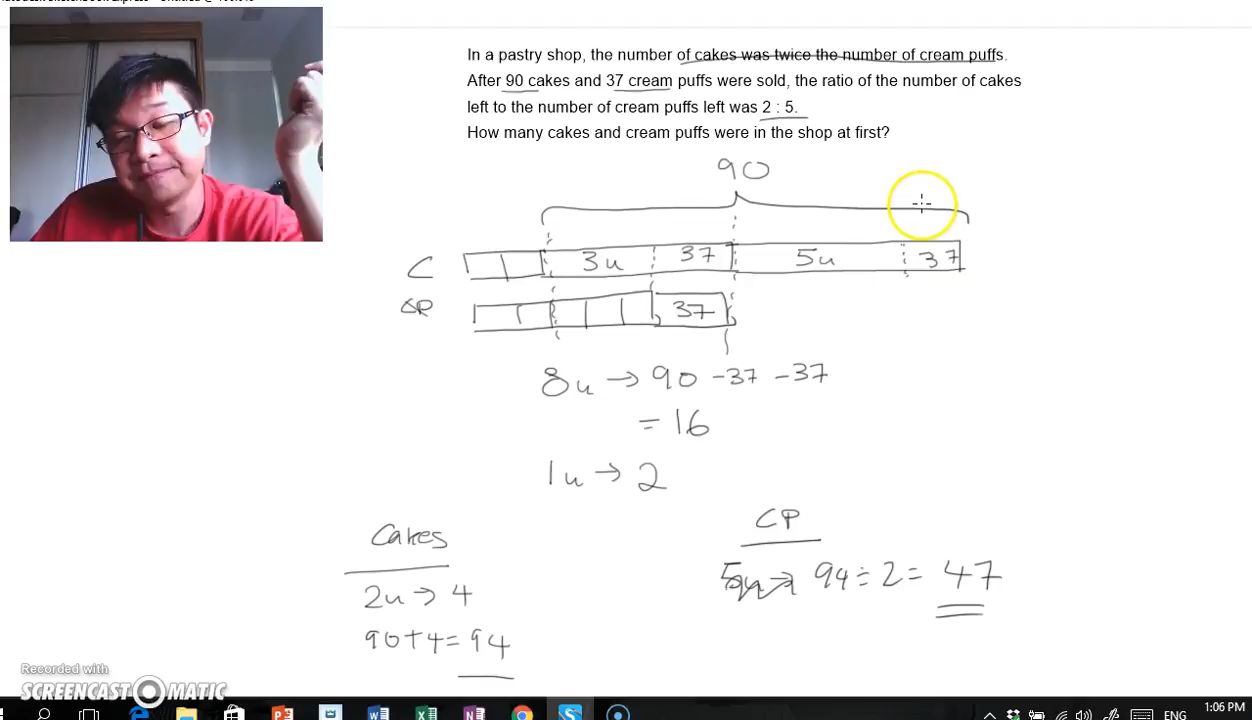 In a pastry shop, the number of cakes was twice the number of cream puffs.
After 90 cakes and 37 cream puffs were sold, the ratio of the number of cakes
left to the number of cream puffs left was 2 : 5.
How many cakes and cream puffs were in the shop at first?
90
C 3u 37 5u 37
CP 37
8u → 90 -37 -37
= 16
1u → 2
Cakes
2u → 4
90+4= 94
CP
94÷2= 47
Recorded with
SCREENCAST-O-MATIC
1:06 PM
ENG